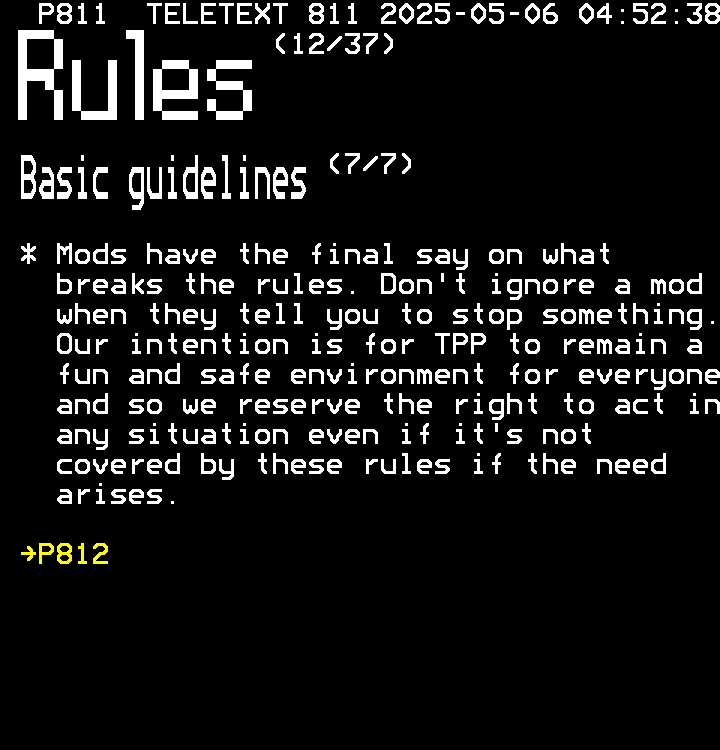 P811 TELETEXT 811 2025-05-06 04:52:38
Rules (12/37)
Basic guidelines (7/7)
* Mods have the final say on what
breaks the rules. Don't ignore a mod
when they tell you to stop something.
Our intention is for TPP to remain a
fun and safe environment for everyone
and so we reserve the right to act in
any situation even if it's not
covered by these rules if the need
arises.
→P812